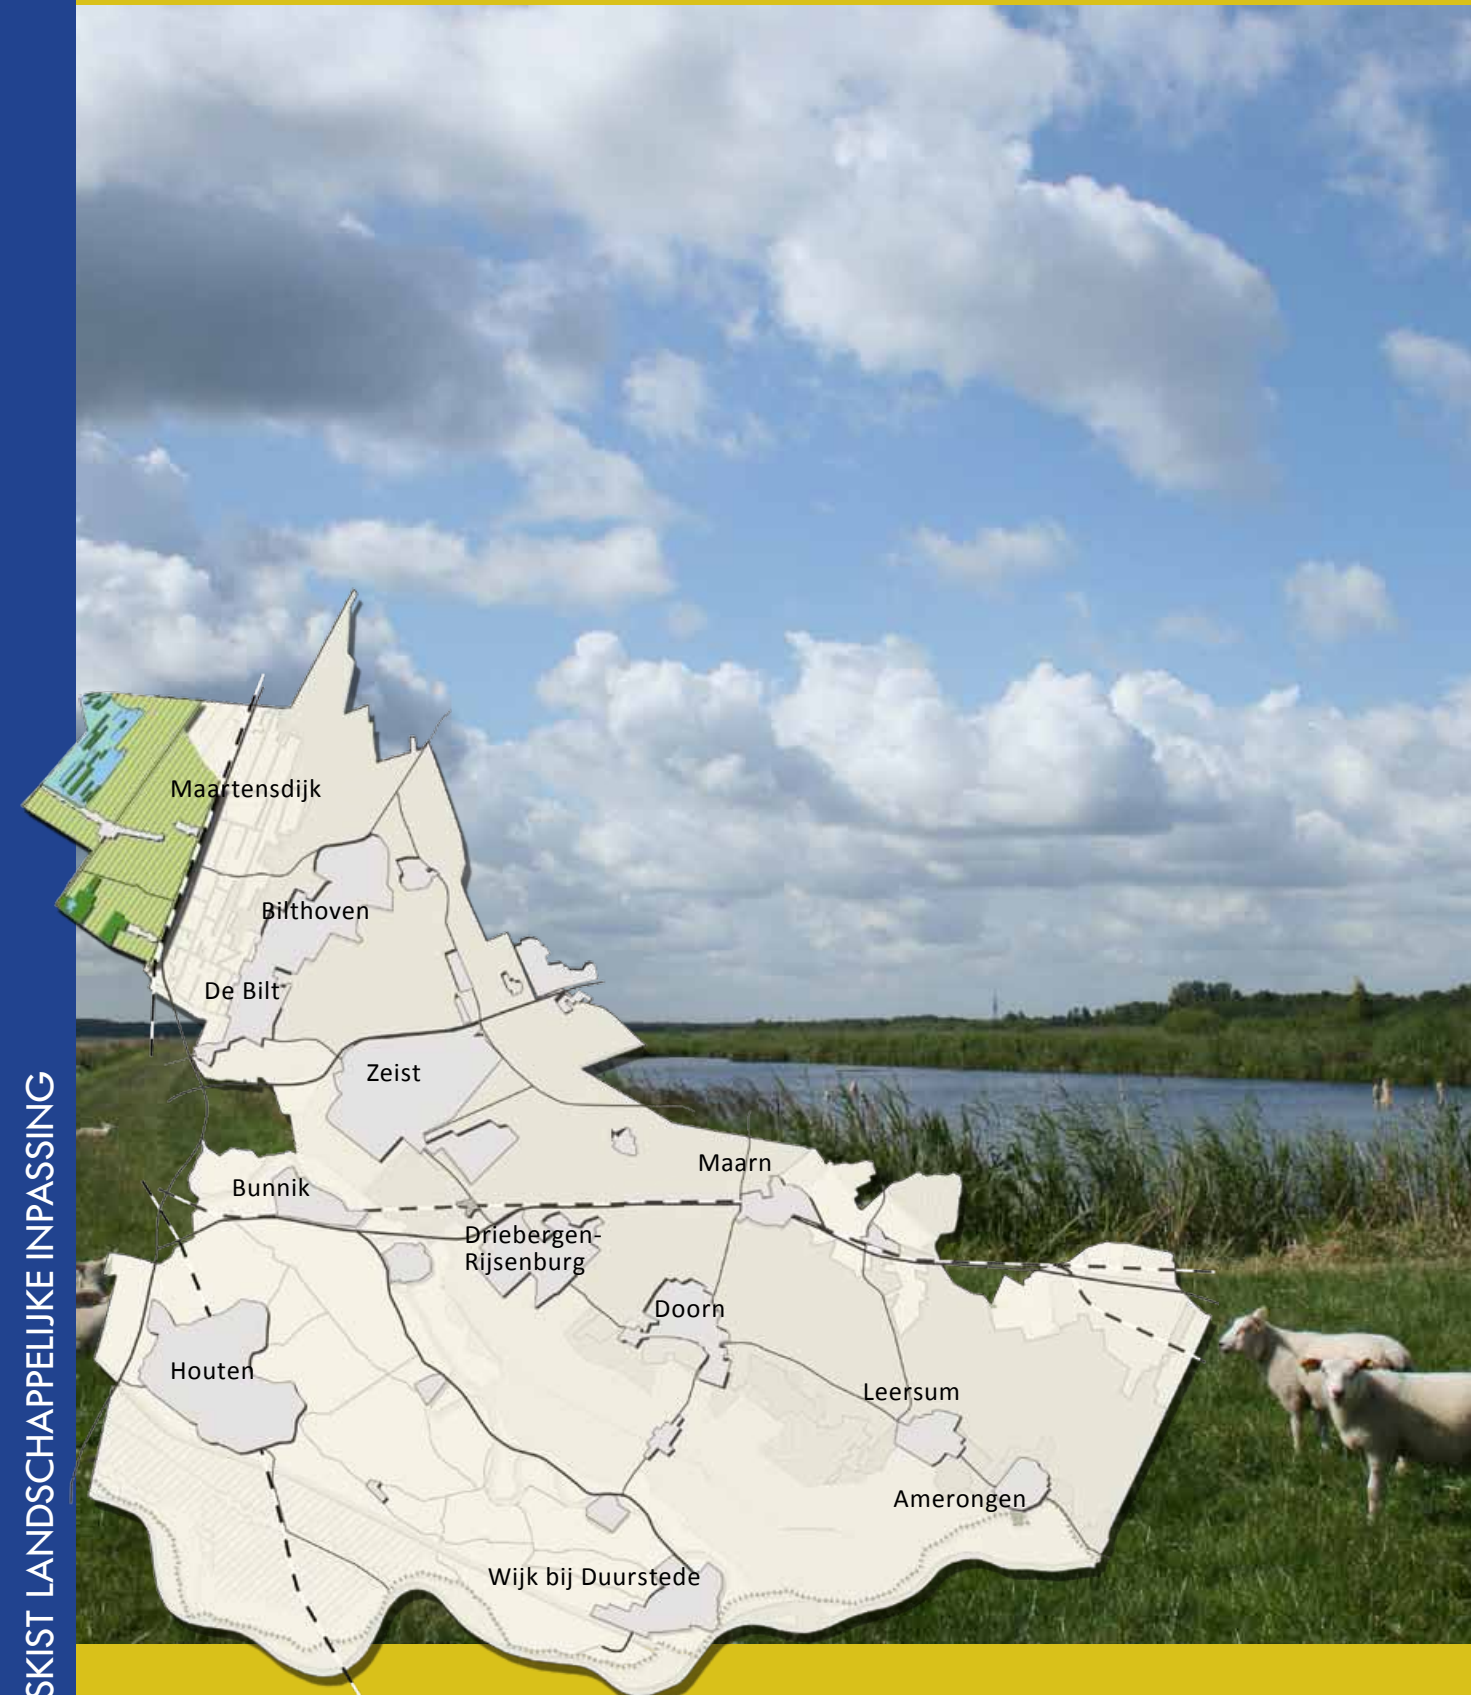 SKIST LANDSCHAPPELIJKE INPASSING
Maartensdijk
Bilthoven
De Bilt
Zeist
Maarn
Bunnik
Driebergen-
Rijsenburg
Doorn
Houten
Leersum
Amerongen
Wijk bij Duurstede